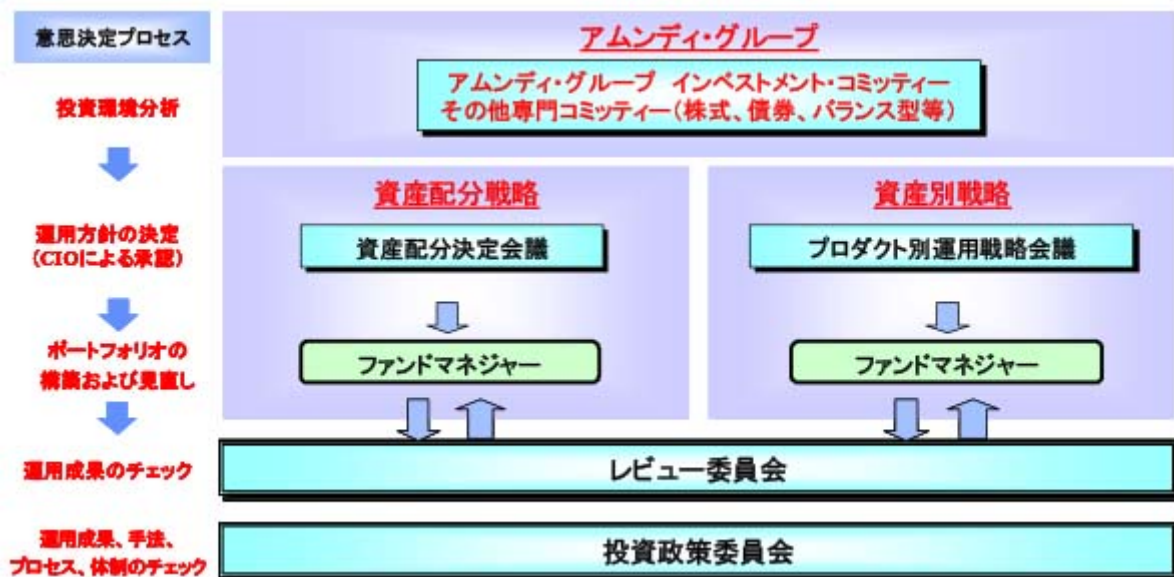 意思決定プロセス
アムンディ・グループ
アムンディ・グループ インベストメント・コミッティー
その他専門コミッティー(株式、債券、バランス型等)
投資環境分析
資産配分戦略
資産別戦略
運用方針の決定
(CIOによる承認)
資産配分決定会議
プロダクト別運用戦略会議
ポートフォリオの
構築および見直し
ファンドマネジャー
ファンドマネジャー
運用成果のチェック
レビュー委員会
運用成果、手法、
プロセス、体制のチェック
投資政策委員会